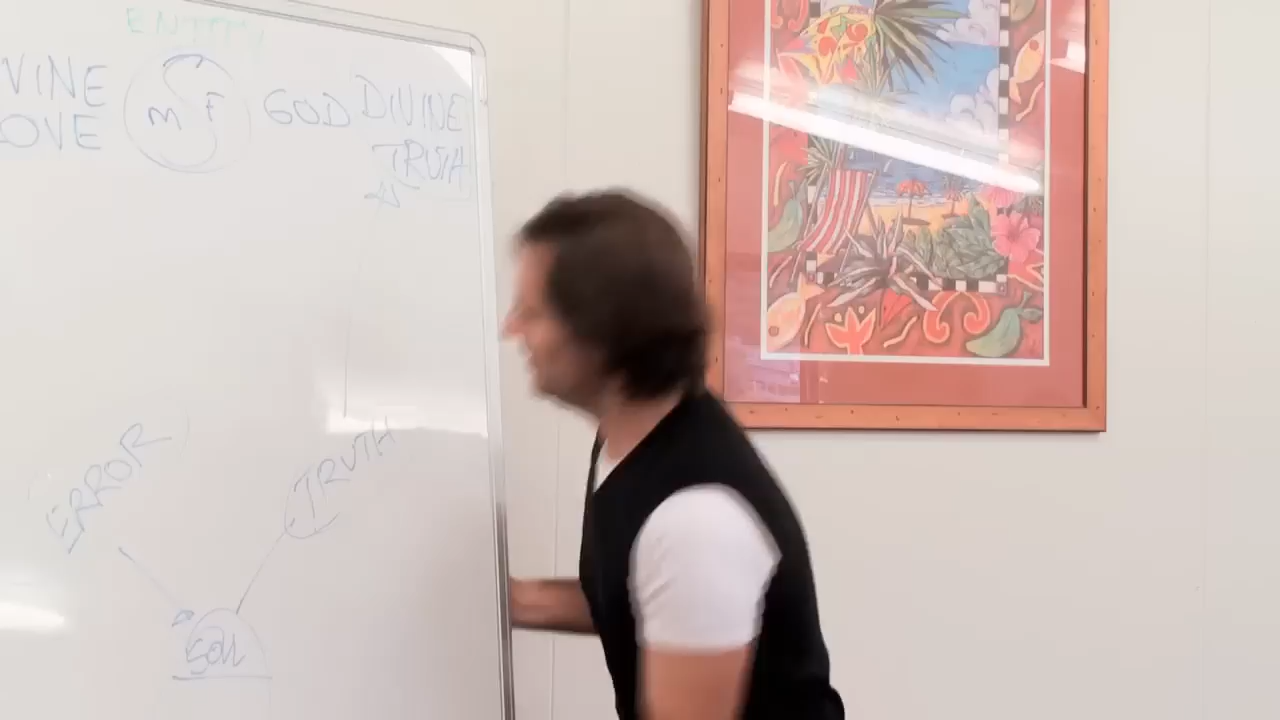 ENTITY
VINE
OVE
M F
GOD
DIVINE
TRUTH
ERROR
TRUTH
SOUL